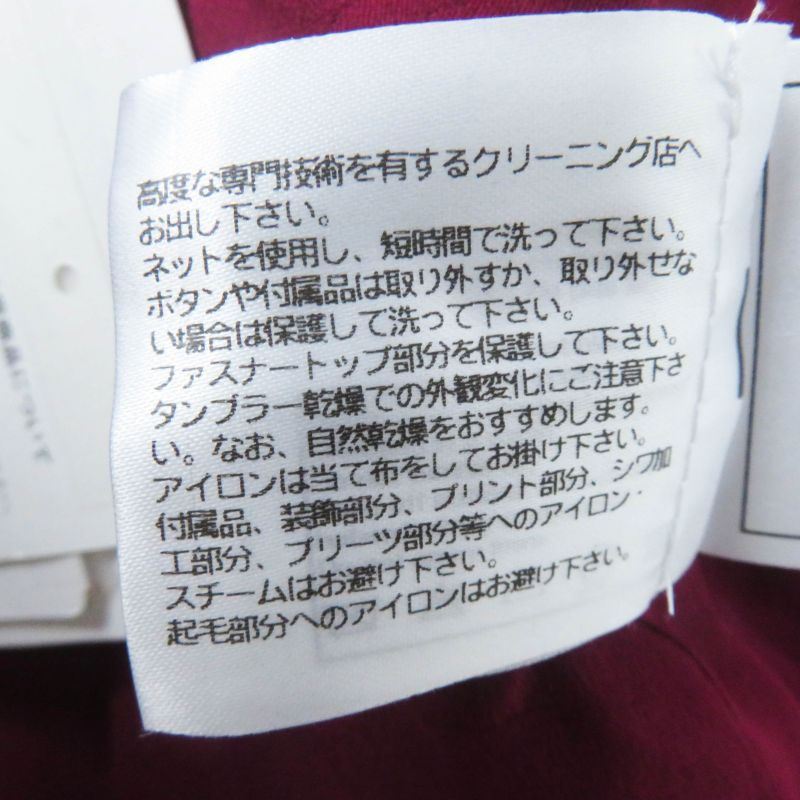 高度な専門技術を有するクリーニング店へ
お出し下さい。
ネットを使用し、短時間で洗って下さい。
ボタンや付属品は取り外すか、取り外せな
い場合は保護して洗って下さい。
ファスナートップ部分を保護して下さい。
タンブラー乾燥での外観変化にご注意下さ
い。なお、自然乾燥をおすすめします。
アイロンは当て布をしてお掛け下さい。
付属品、装飾部分、プリント部分、シワ加
工部分、プリーツ部分等へのアイロン・
スチームはお避け下さい。
起毛部分へのアイロンはお避け下さい。
について